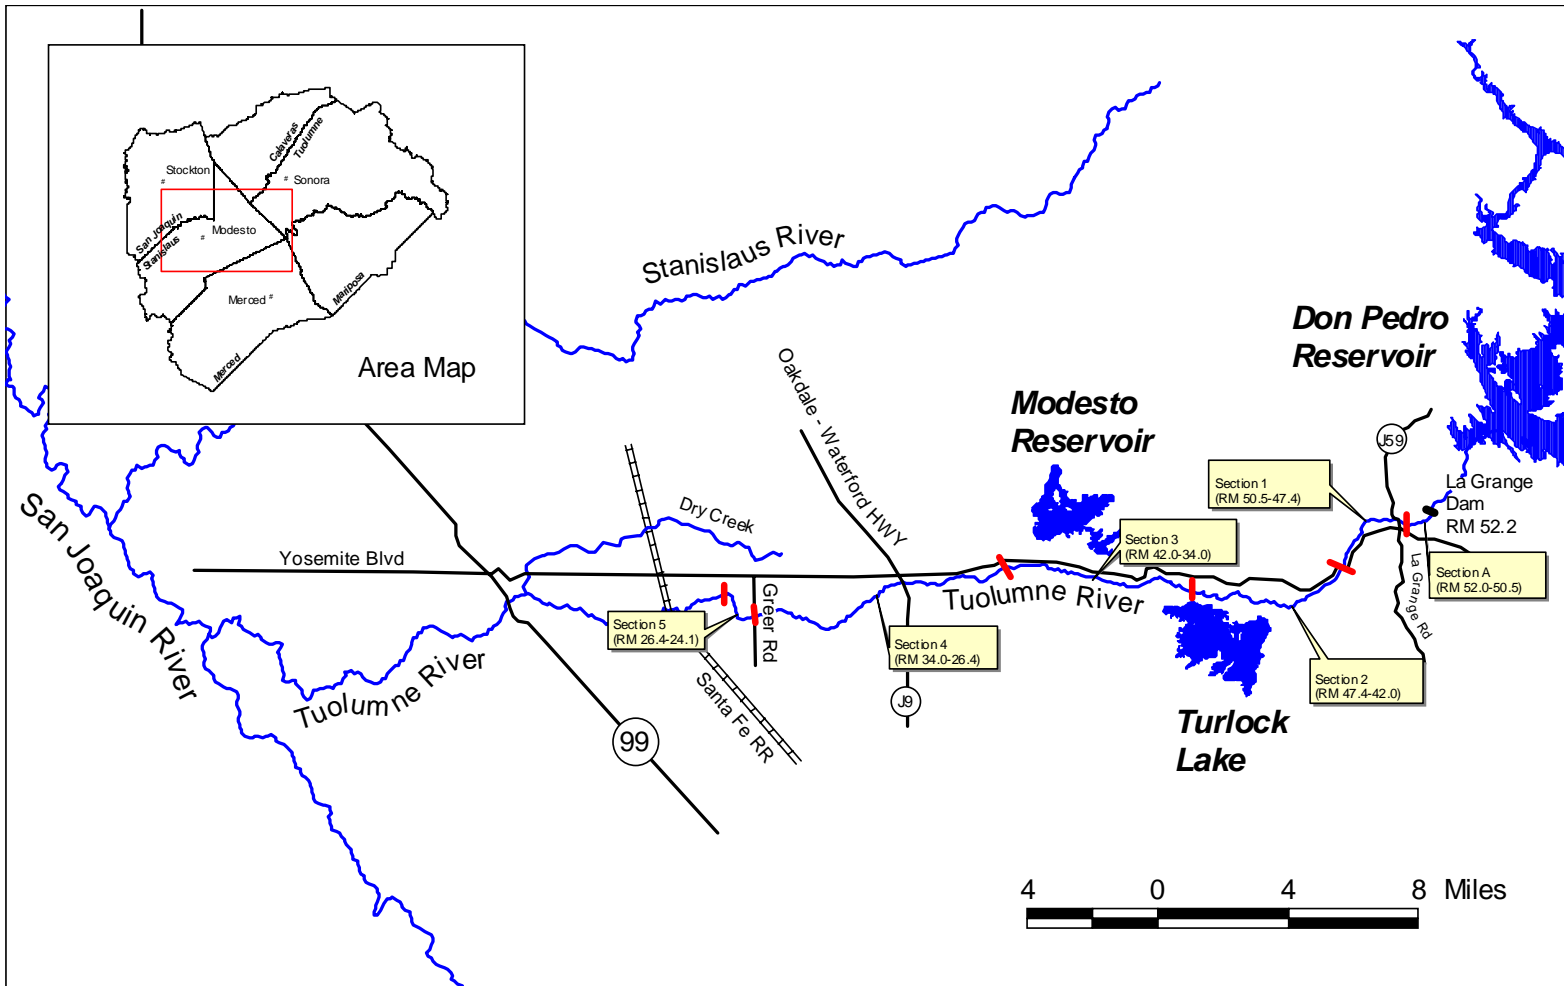 Calaveras
Tuolumne
Stockton
Sonora
San Joaquin
Stanislaus
Modesto
Merced
Mariposa
Merced
Area Map
Stanislaus River
Don Pedro
Reservoir
Oakdale - Waterford HWY
Modesto
Reservoir
J59
Section 1
(RM 50.5-47.4)
La Grange
Dam
RM 52.2
San Joaquin River
Dry Creek
Section 3
(RM 42.0-34.0)
Yosemite Blvd
La Grange Rd
Section A
(RM 52.0-50.5)
Greer Rd
Tuolumne River
Section 5
(RM 26.4-24.1)
Section 4
(RM 34.0-26.4)
Tuolumne River
Santa Fe RR
Section 2
(RM 47.4-42.0)
J9
99
Turlock
Lake
4 0 4 8 Miles